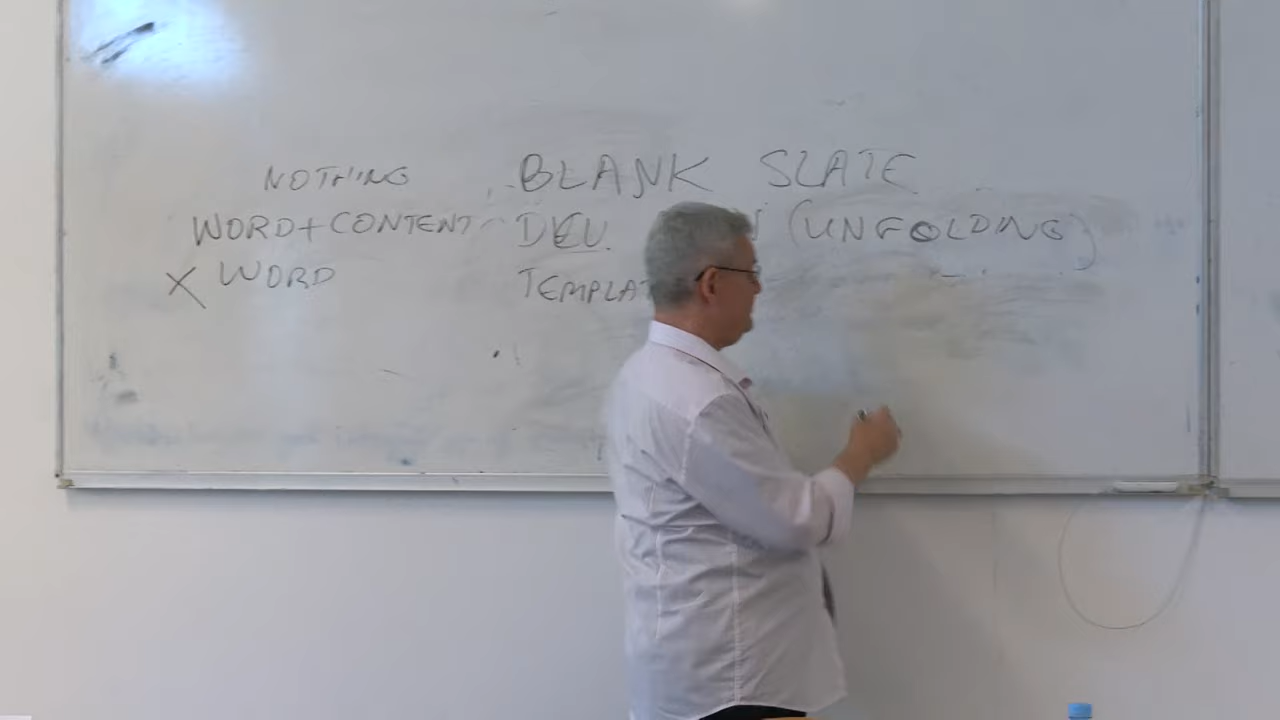 NOTHING BLANK SLATE
WORD+CONTENT DEV. (UNFOLDING)
X WORD TEMPLAT